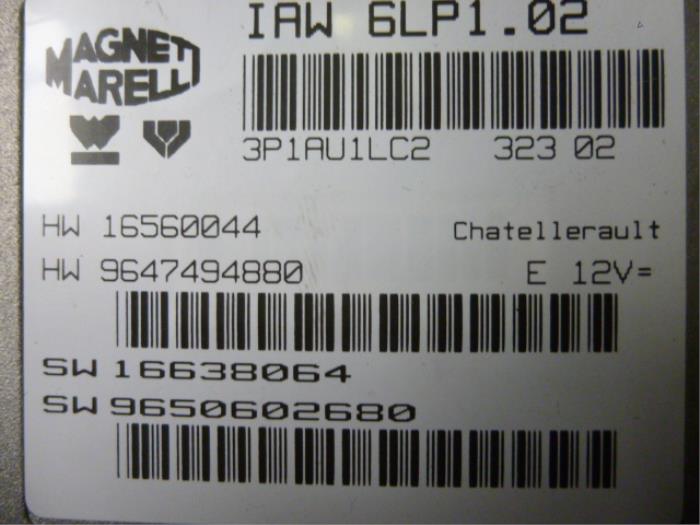 MAGNETI
MARELLI
IAW 6LP1.02
3P1AU1LC2 323 02
HW 16560044 Chatellerault
HW 9647494880 E 12V=
SW 16638064
SW 9650602680